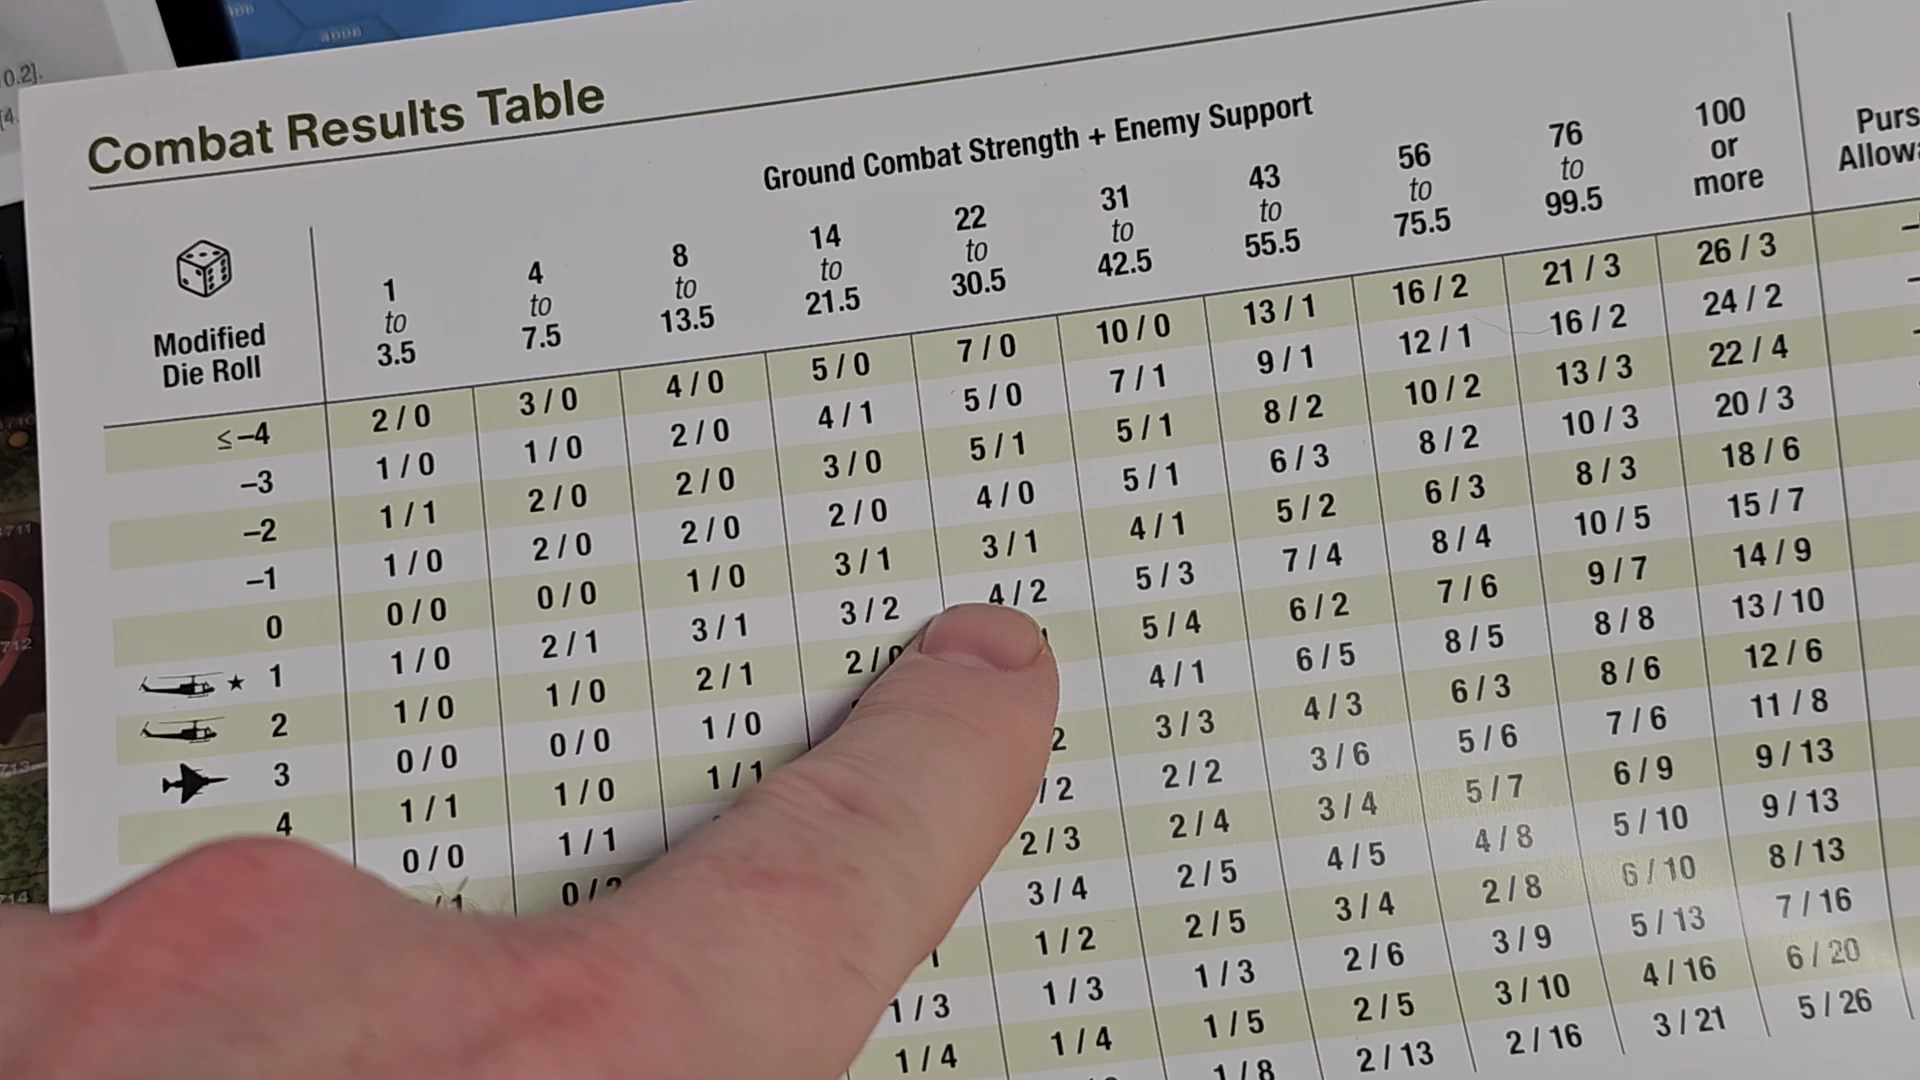 0.2].
[4.
Combat Results Table
Ground Combat Strength + Enemy Support
Purs
Allowa
Modified Die Roll
1 to 3.5 4 to 7.5 8 to 13.5 14 to 21.5 22 to 30.5 31 to 42.5 43 to 55.5 56 to 75.5 76 to 99.5 100 or more
≤–4 2 / 0 3 / 0 4 / 0 5 / 0 7 / 0 10 / 0 13 / 1 16 / 2 21 / 3 26 / 3
–3 1 / 0 1 / 0 2 / 0 4 / 1 5 / 0 7 / 1 9 / 1 12 / 1 16 / 2 24 / 2
–2 1 / 1 2 / 0 2 / 0 3 / 0 5 / 1 5 / 1 8 / 2 10 / 2 13 / 3 22 / 4
–1 1 / 0 2 / 0 2 / 0 2 / 0 4 / 0 5 / 1 6 / 3 8 / 2 10 / 3 20 / 3
0 0 / 0 0 / 0 1 / 0 3 / 1 3 / 1 4 / 1 5 / 2 6 / 3 8 / 3 18 / 6
★ 1 1 / 0 2 / 1 3 / 1 3 / 2 4 / 2 5 / 3 7 / 4 8 / 4 10 / 5 15 / 7
2 1 / 0 1 / 0 2 / 1 2 / 0 5 / 4 6 / 2 7 / 6 9 / 7 14 / 9
3 0 / 0 0 / 0 1 / 0 4 / 1 6 / 5 8 / 5 8 / 8 13 / 10
4 1 / 1 1 / 0 1 / 1 2 3 / 3 4 / 3 6 / 3 8 / 6 12 / 6
0 / 0 1 / 1 / 2 2 / 2 3 / 6 5 / 6 7 / 6 11 / 8
/ 1 0 / 2 2 / 3 2 / 4 3 / 4 5 / 7 6 / 9 9 / 13
3 / 4 2 / 5 4 / 5 4 / 8 5 / 10 9 / 13
1 / 2 2 / 5 3 / 4 2 / 8 6 / 10 8 / 13
1 / 3 1 / 3 1 / 3 2 / 6 3 / 9 5 / 13 7 / 16
1 / 4 1 / 4 1 / 5 2 / 5 3 / 10 4 / 16 6 / 20
1 / 8 2 / 13 2 / 16 3 / 21 5 / 26